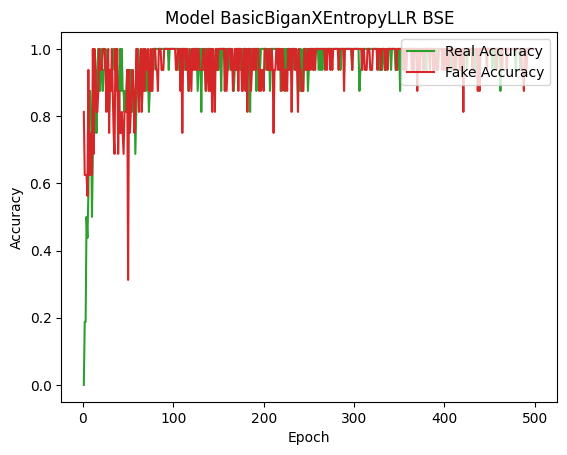 Model BasicBiganXEntropyLLR BSE
Real Accuracy
Fake Accuracy
1.0
0.8
0.6
0.4
0.2
0.0
Accuracy
0
100
200
300
400
500
Epoch